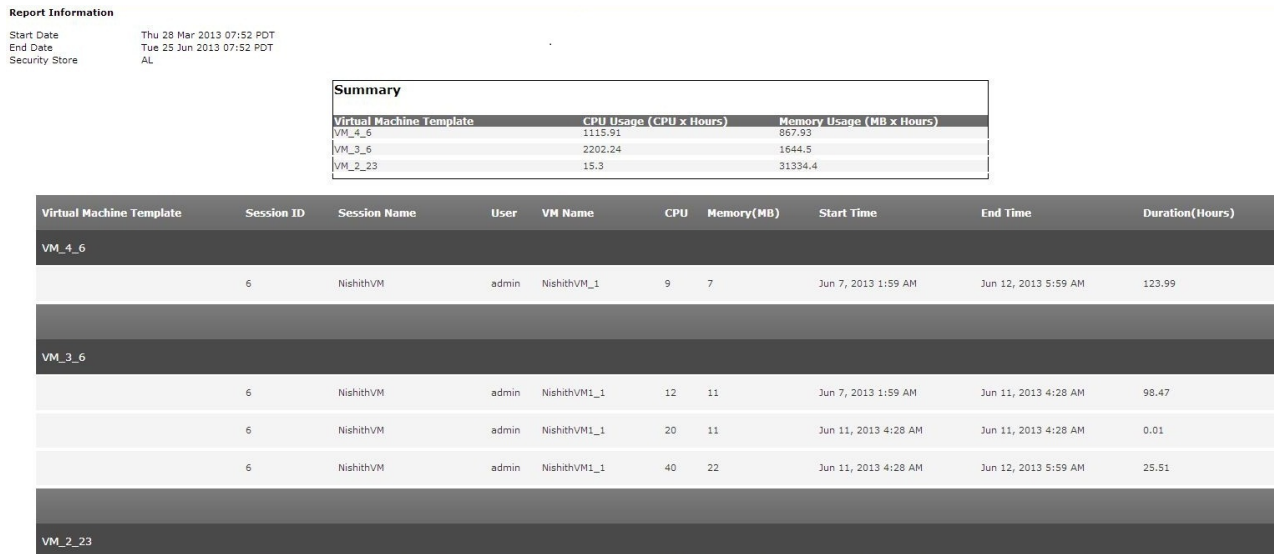 Report Information
Start Date Thu 28 Mar 2013 07:52 PDT
End Date Tue 25 Jun 2013 07:52 PDT
Security Store AL
Summary
Virtual Machine Template CPU Usage (CPU x Hours) Memory Usage (MB x Hours)
VM_4_6 1115.91 867.93
VM_3_6 2202.24 1644.5
VM_2_23 15.3 31334.4
Virtual Machine Template Session ID Session Name User VM Name CPU Memory(MB) Start Time End Time Duration(Hours)
VM_4_6
6 NishithVM admin NishithVM_1 9 7 Jun 7, 2013 1:59 AM Jun 12, 2013 5:59 AM 123.99
VM_3_6
6 NishithVM admin NishithVM1_1 12 11 Jun 7, 2013 1:59 AM Jun 11, 2013 4:28 AM 98.47
6 NishithVM admin NishithVM1_1 20 11 Jun 11, 2013 4:28 AM Jun 11, 2013 4:28 AM 0.01
6 NishithVM admin NishithVM1_1 40 22 Jun 11, 2013 4:28 AM Jun 12, 2013 5:59 AM 25.51
VM_2_23